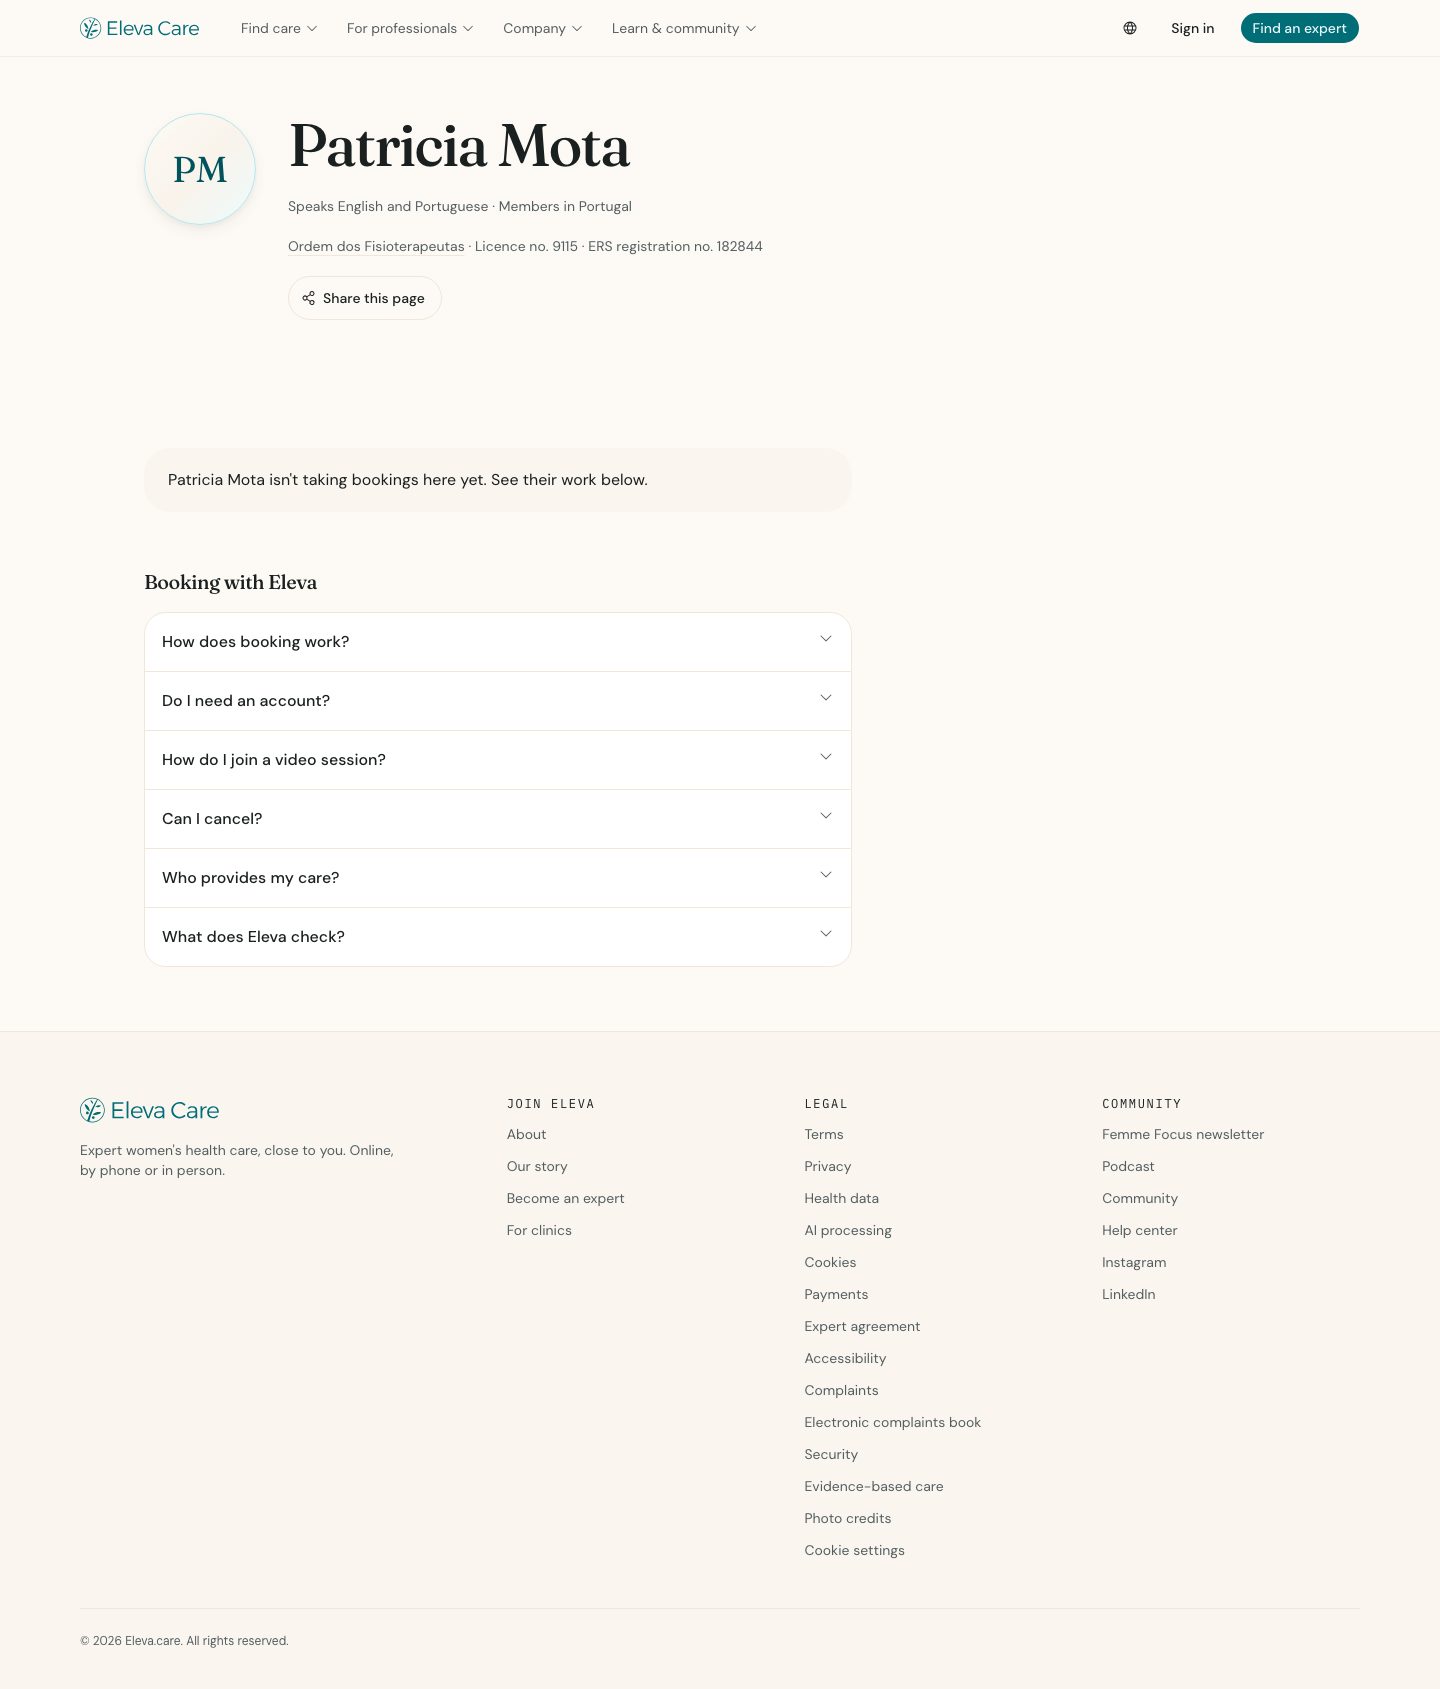 Eleva Care
Find care
For professionals
Company
Learn & community
Sign in
Find an expert
PM
Patricia Mota
Speaks English and Portuguese · Members in Portugal
Ordem dos Fisioterapeutas · Licence no. 9115 · ERS registration no. 182844
Share this page
Patricia Mota isn't taking bookings here yet. See their work below.
Booking with Eleva
How does booking work?
Do I need an account?
How do I join a video session?
Can I cancel?
Who provides my care?
What does Eleva check?
Eleva Care
Expert women's health care, close to you. Online,
by phone or in person.
JOIN ELEVA
About
Our story
Become an expert
For clinics
LEGAL
Terms
Privacy
Health data
AI processing
Cookies
Payments
Expert agreement
Accessibility
Complaints
Electronic complaints book
Security
Evidence-based care
Photo credits
Cookie settings
COMMUNITY
Femme Focus newsletter
Podcast
Community
Help center
Instagram
LinkedIn
© 2026 Eleva.care. All rights reserved.